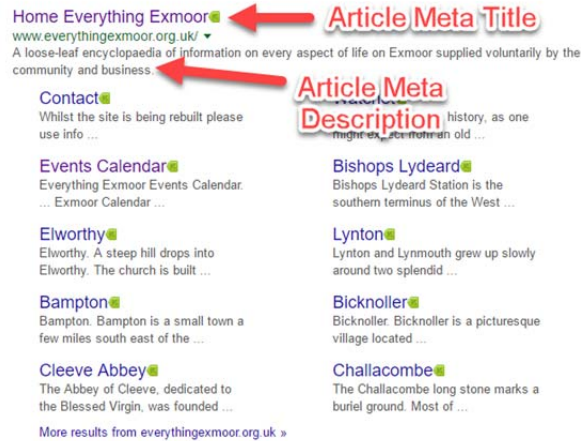 Home Everything Exmoor
Article Meta Title
www.everythingexmoor.org.uk/
A loose-leaf encyclopaedia of information on every aspect of life on Exmoor supplied voluntarily by the
community and business.
Article Meta
Description
Contact
Whilst the site is being rebuilt please
use info ...
Watchet
history, as one
might expect from an old ...
Events Calendar
Everything Exmoor Events Calendar.
... Exmoor Calendar ...
Bishops Lydeard
Bishops Lydeard Station is the
southern terminus of the West ...
Elworthy
Elworthy. A steep hill drops into
Elworthy. The church is built ...
Lynton
Lynton and Lynmouth grew up slowly
around two splendid ...
Bampton
Bampton. Bampton is a small town a
few miles south east of the ...
Bicknoller
Bicknoller. Bicknoller is a picturesque
village located ...
Cleeve Abbey
The Abbey of Cleeve, dedicated to
the Blessed Virgin, was founded ...
Challacombe
The Challacombe long stone marks a
buriel ground. Most of ...
More results from everythingexmoor.org.uk »